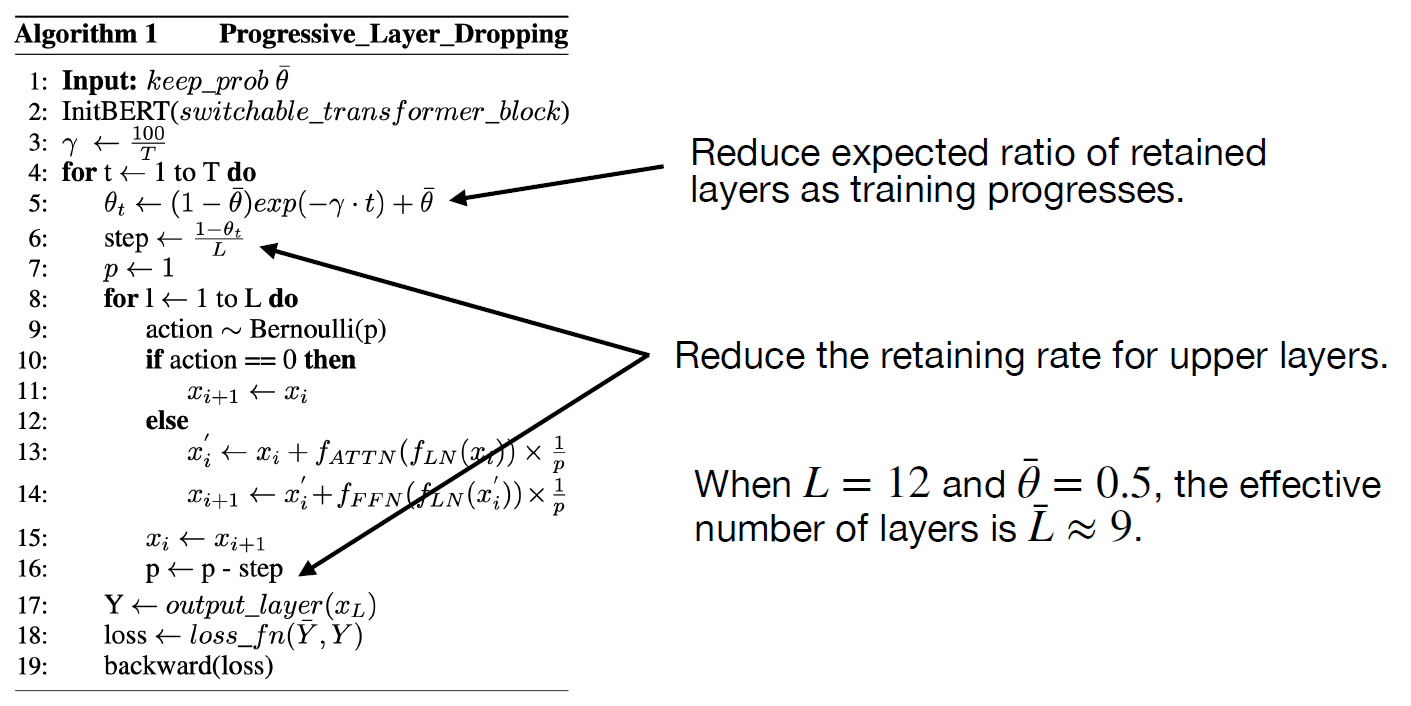 Algorithm 1 Progressive_Layer_Dropping
1: Input: keep_prob θ̄
2: InitBERT(switchable_transformer_block)
3: γ ← 100/T
4: for t ← 1 to T do
5: θ_t ← (1 − θ̄)exp(−γ · t) + θ̄
6: step ← (1−θ_t)/L
7: p ← 1
8: for l ← 1 to L do
9: action ∼ Bernoulli(p)
10: if action == 0 then
11: x_{i+1} ← x_i
12: else
13: x'_i ← x_i + f_{ATTN}(f_{LN}(x_i)) × 1/p
14: x_{i+1} ← x'_i + f_{FFN}(f_{LN}(x'_i)) × 1/p
15: x_i ← x_{i+1}
16: p ← p - step
17: Y ← output_layer(x_L)
18: loss ← loss_fn(Ȳ, Y)
19: backward(loss)
Reduce expected ratio of retained
layers as training progresses.
Reduce the retaining rate for upper layers.
When L = 12 and θ̄ = 0.5, the effective
number of layers is L̄ ≈ 9.